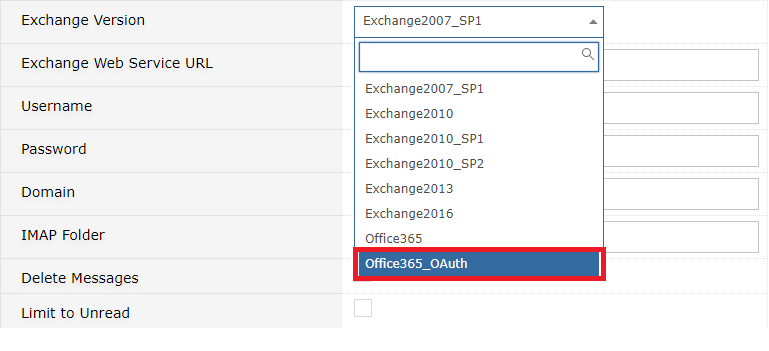 Exchange Version
Exchange2007_SP1
Exchange Web Service URL
Exchange2007_SP1
Username
Exchange2010
Exchange2010_SP1
Password
Exchange2010_SP2
Domain
Exchange2013
Exchange2016
IMAP Folder
Office365
Office365_OAuth
Delete Messages
Limit to Unread